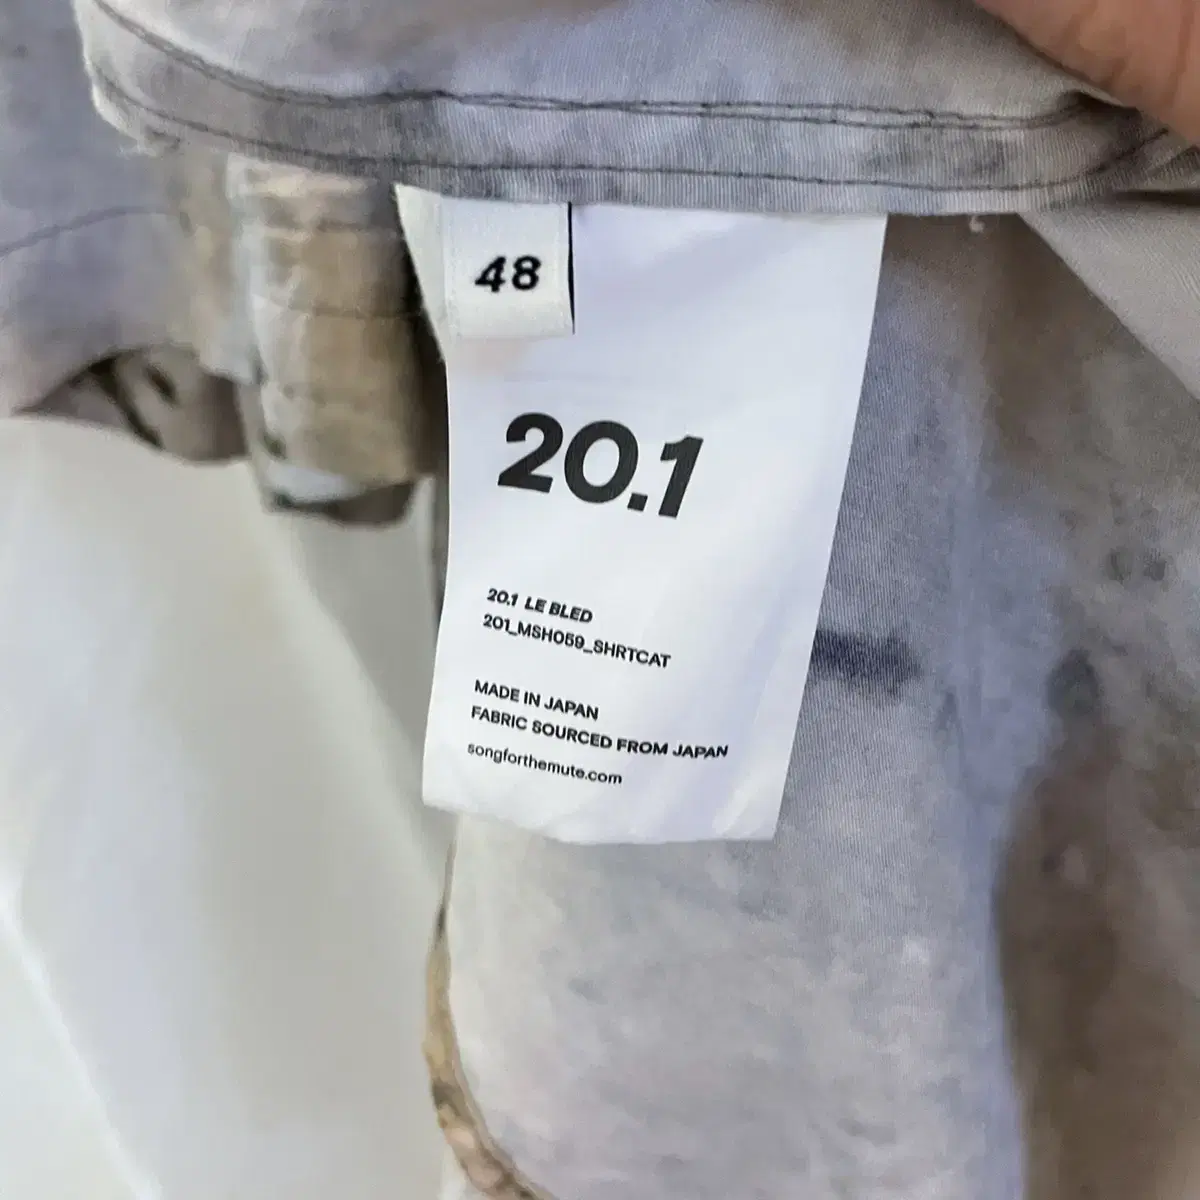 48
20.1
20.1 LE BLED
201_MSH059_SHRTCAT
MADE IN JAPAN
FABRIC SOURCED FROM JAPAN
songforthemute.com